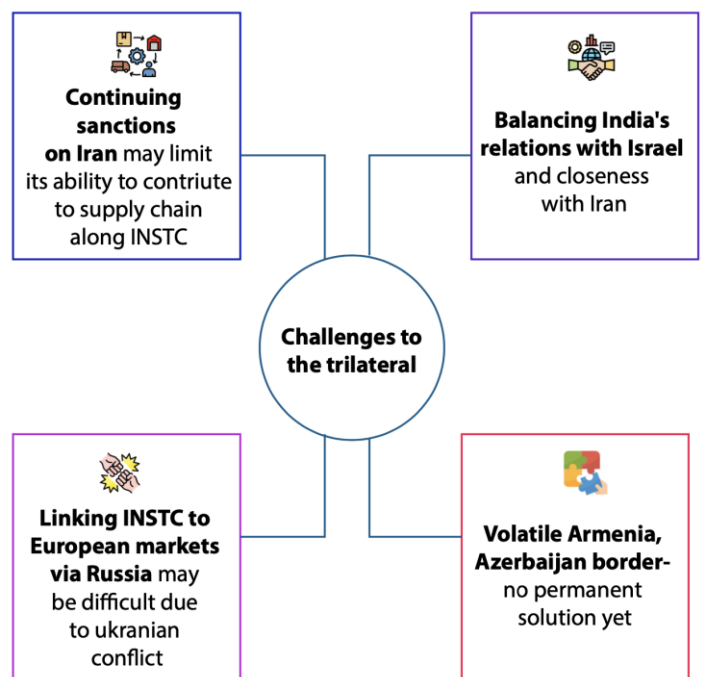 Continuing
sanctions
on Iran may limit
its ability to contriute
to supply chain
along INSTC
Balancing India's
relations with Israel
and closeness
with Iran
Challenges to
the trilateral
Linking INSTC to
European markets
via Russia may
be difficult due
to ukranian
conflict
Volatile Armenia,
Azerbaijan border-
no permanent
solution yet